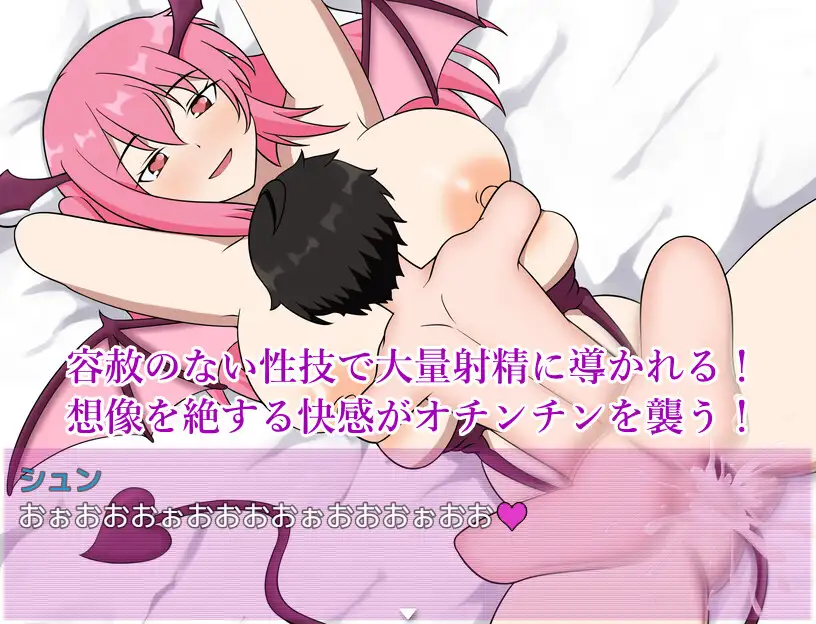 容赦のない性技で大量射精に導かれる！
想像を絶する快感がオチンチンを襲う！
シュン
おぉおおおぉおおおおぉおおおぉおお♥